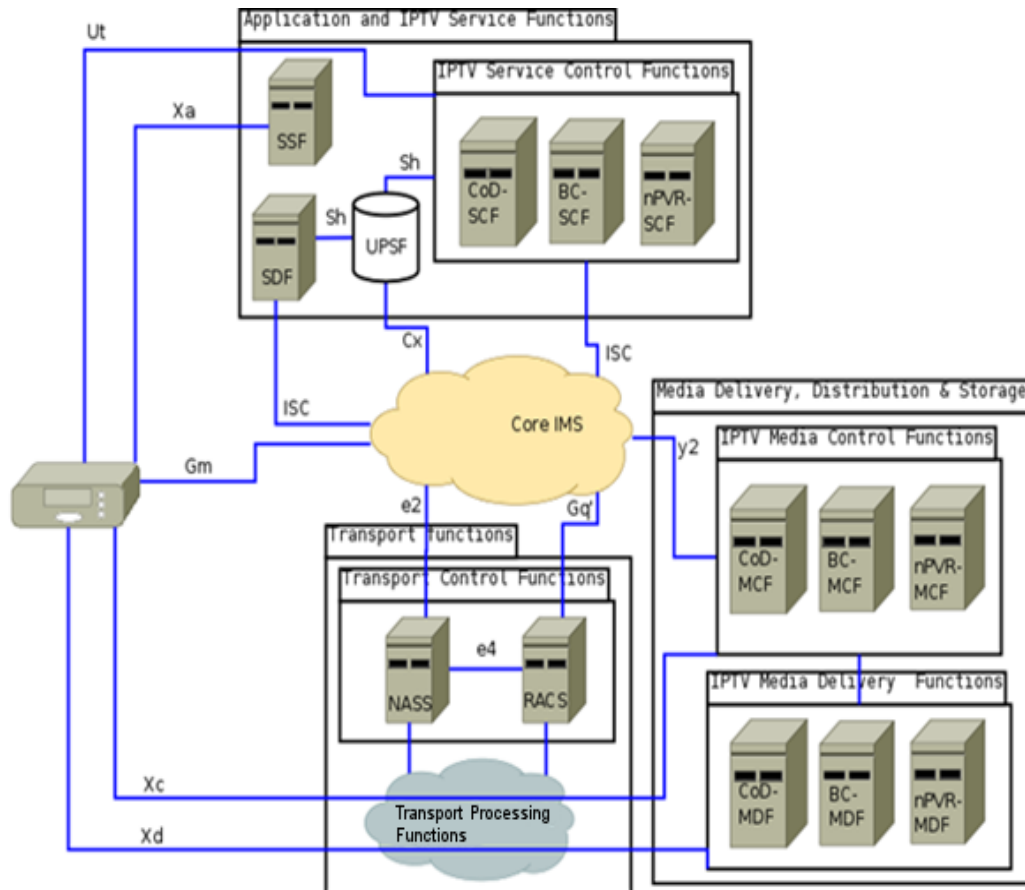 Application and IPTV Service Functions
Ut
IPTV Service Control Functions
Xa
SSF
Sh
CoD-
SCF
BC-
SCF
nPVR-
SCF
Sh
UPSF
SDF
Cx
ISC
ISC
Core IMS
Media Delivery, Distribution & Storage
IPTV Media Control Functions
y2
Gm
e2
Gq'
CoD-
MCF
BC-
MCF
nPVR-
MCF
Transport functions
Transport Control Functions
e4
NASS
RACS
IPTV Media Delivery Functions
CoD-
MDF
BC-
MDF
nPVR-
MDF
Xc
Transport Processing
Functions
Xd